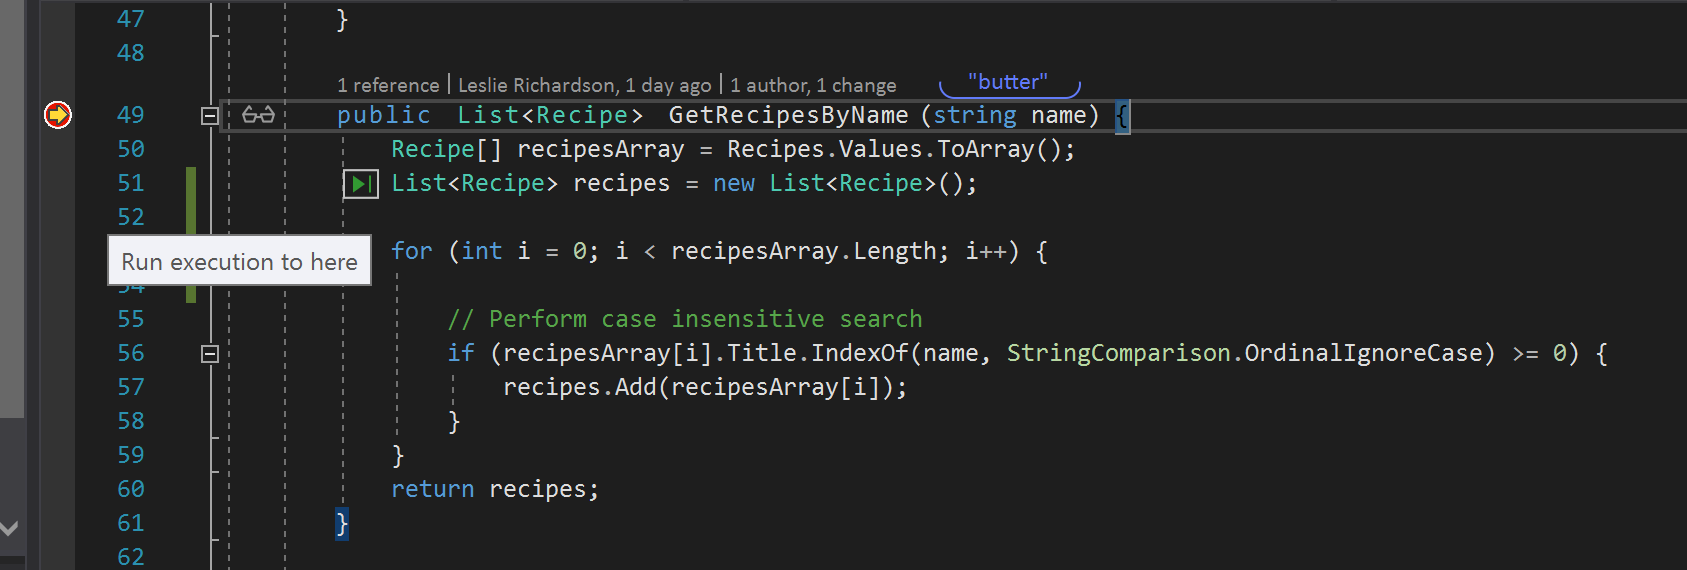 47 }
48
1 reference | Leslie Richardson, 1 day ago | 1 author, 1 change "butter"
49 public List<Recipe> GetRecipesByName (string name) {
50 Recipe[] recipesArray = Recipes.Values.ToArray();
51 List<Recipe> recipes = new List<Recipe>();
52
for (int i = 0; i < recipesArray.Length; i++) {
Run execution to here
55 // Perform case insensitive search
56 if (recipesArray[i].Title.IndexOf(name, StringComparison.OrdinalIgnoreCase) >= 0) {
57 recipes.Add(recipesArray[i]);
58 }
59 }
60 return recipes;
61 }
62